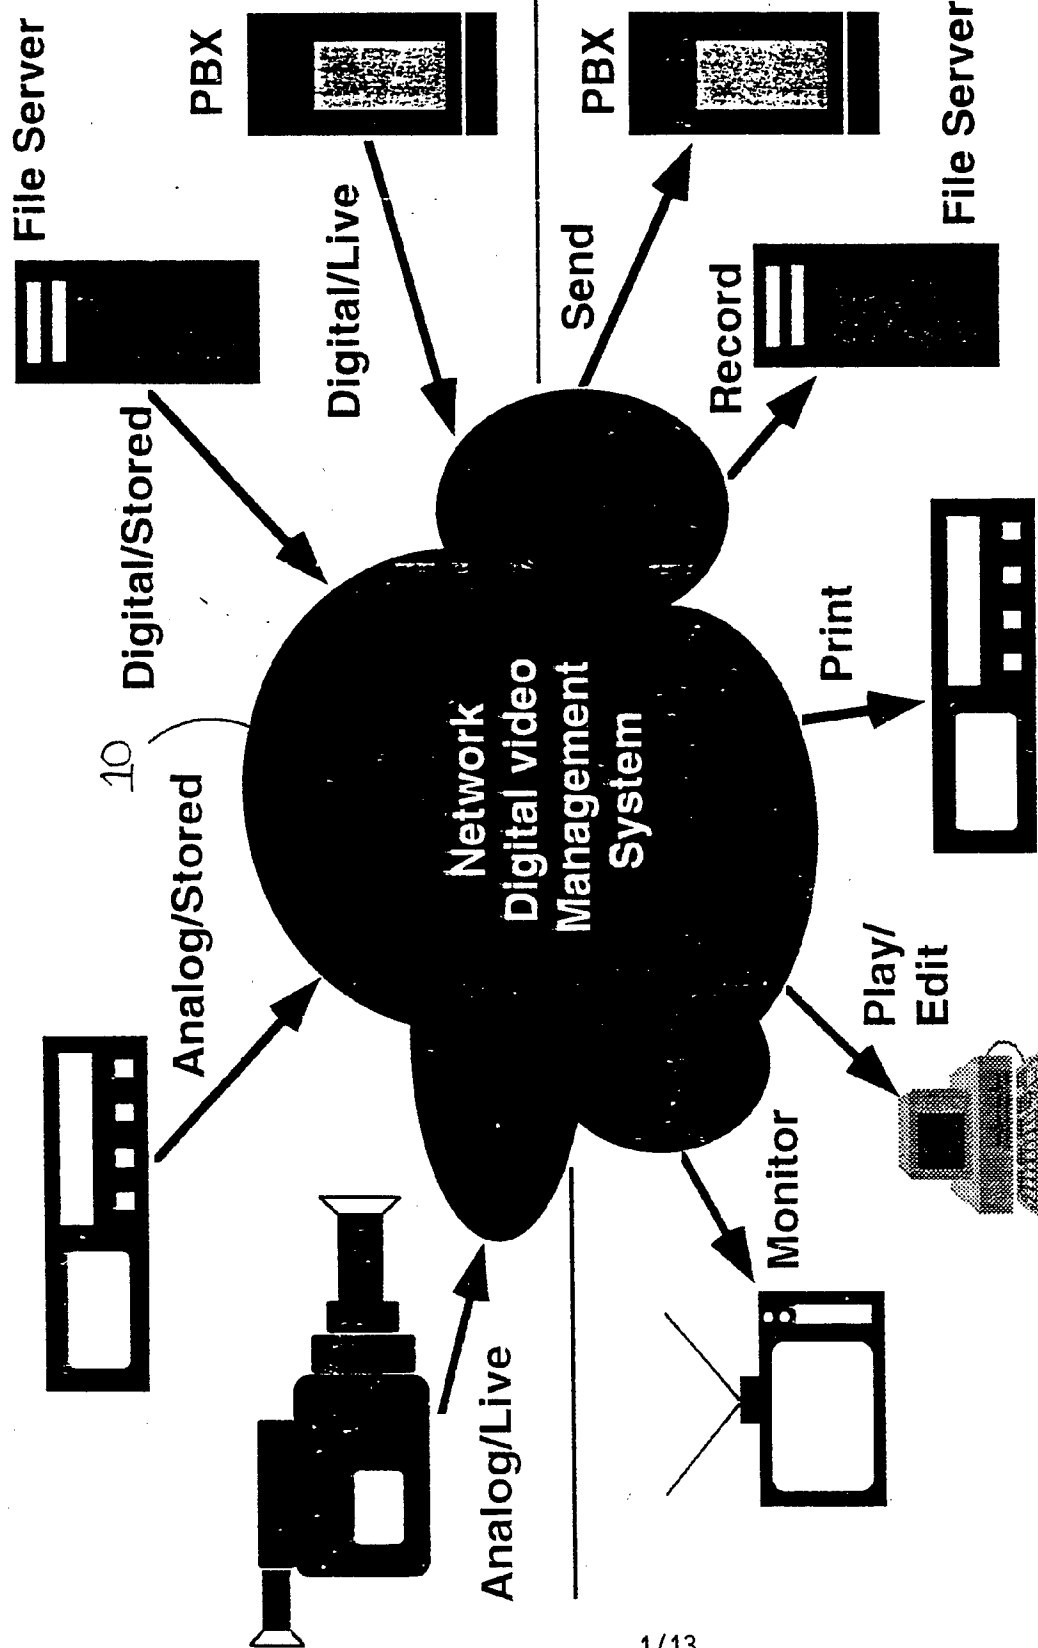 File Server
PBX
Digital/Stored
Digital/Live
10
Analog/Stored
Analog/Live
Network
Digital video
Management
System
PBX
Send
Record
File Server
Print
Play/
Edit
Monitor
1/13